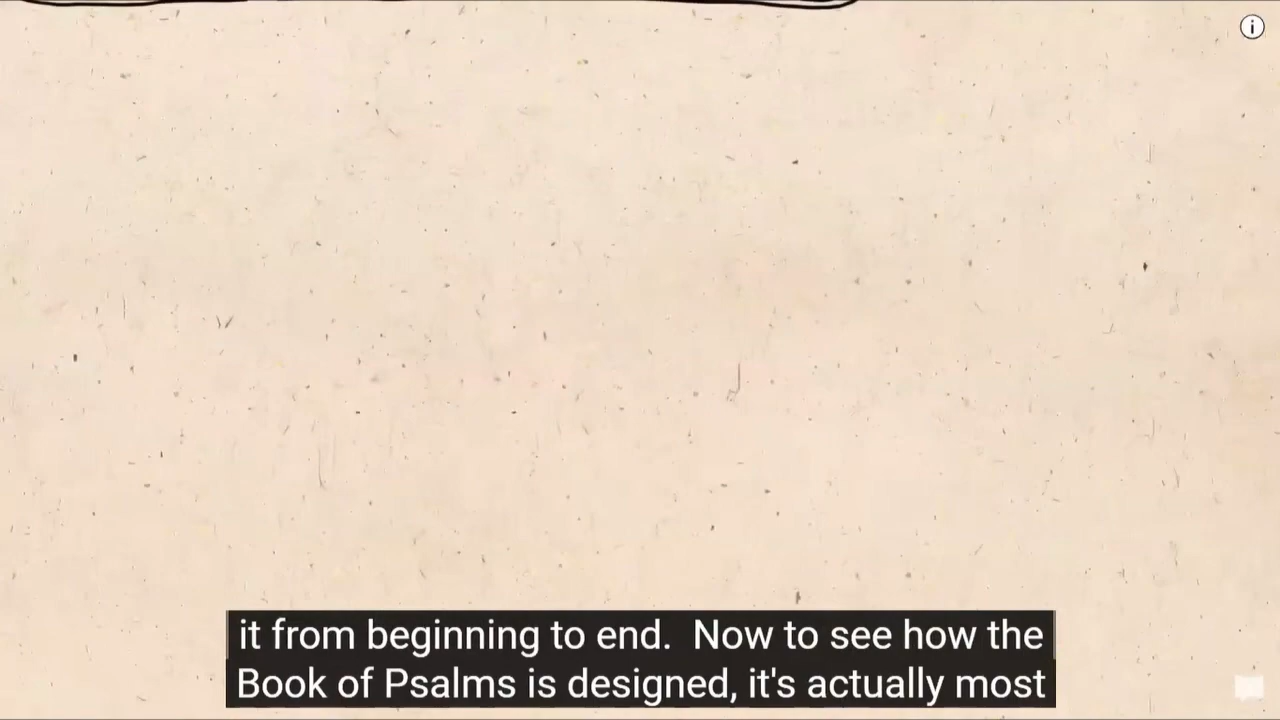 it from beginning to end.  Now to see how the
Book of Psalms is designed, it's actually most